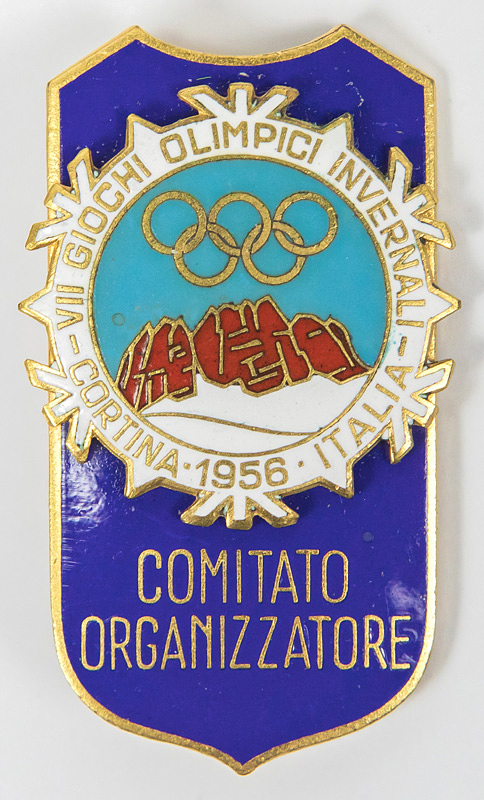 VII GIOCHI OLIMPICI INVERNALI
– CORTINA · 1956 · ITALIA –
COMITATO
ORGANIZZATORE